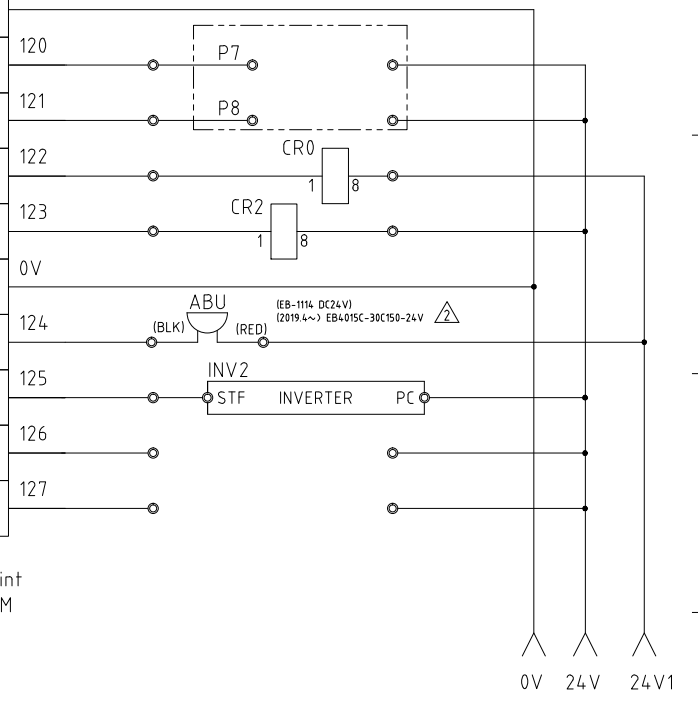 120
P7
121
P8
122
CR0
1
8
123
CR2
1
8
0V
124
ABU
(BLK)
(RED)
(EB-1114 DC24V)
(2019.4~) EB4015C-30C150-24V
2
125
INV2
STF INVERTER PC
126
127
int
M
0V 24V 24V1